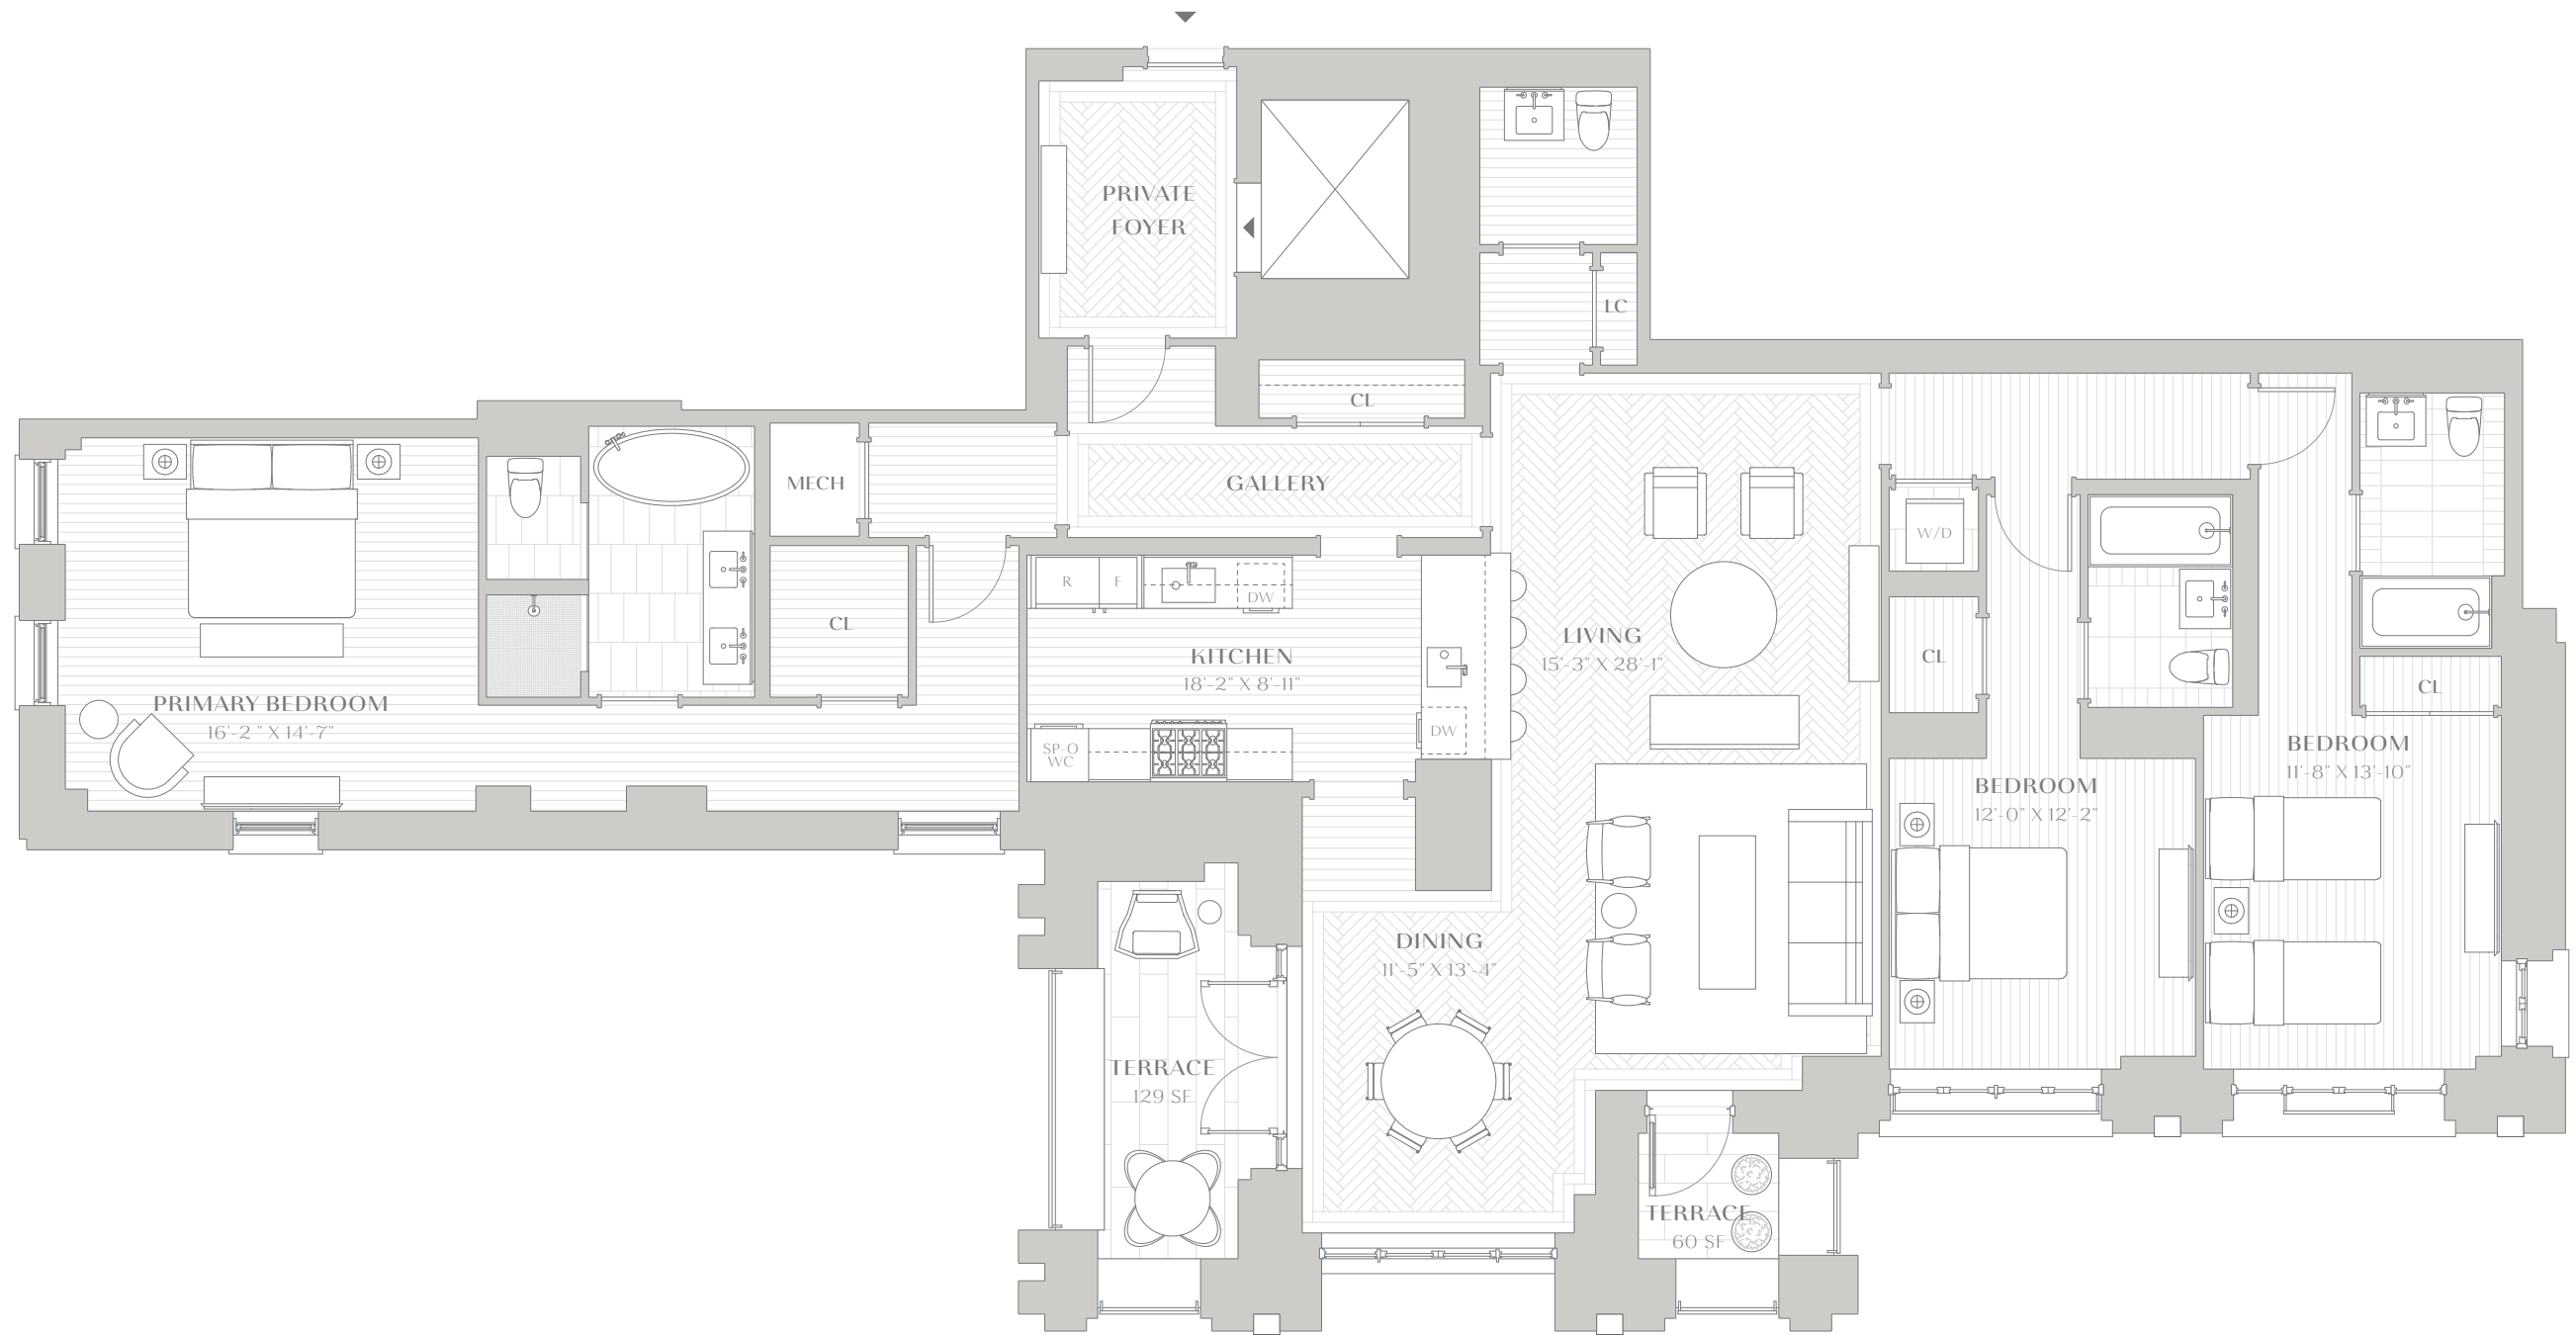 PRIVATE
FOYER
LC
CL
MECH
GALLERY
W/D
R
F
DW
CL
KITCHEN
18'-2" X 8'-11"
LIVING
15'-3" X 28'-1"
CL
CL
PRIMARY BEDROOM
16'-2 " X 14'-7"
SP-O
WC
DW
BEDROOM
11'-8" X 13'-10"
BEDROOM
12'-0" X 12'-2"
DINING
11'-5" X 13'-4"
TERRACE
129 SF
TERRACE
60 SF